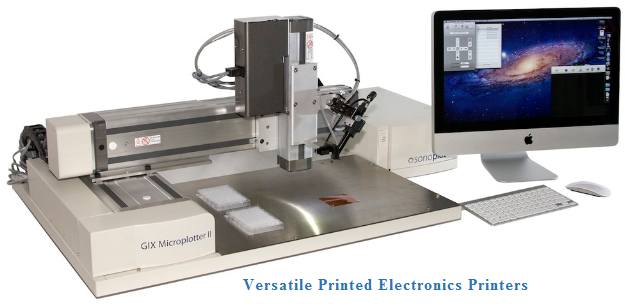 sonoplot
GIX Microplotter II
Versatile Printed Electronics Printers